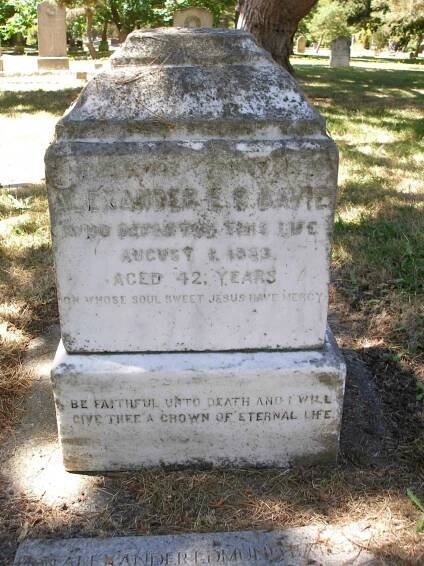 ALEXANDER E. S. DAVIE
WHO DEPARTED THIS LIFE
AUGUST 1.
AGED 42, YEARS
ON WHOSE SOUL SWEET JESUS HAVE MERCY
BE FAITHFUL UNTO DEATH AND I WILL
GIVE THEE A CROWN OF ETERNAL LIFE
ALEXANDER EDMUND